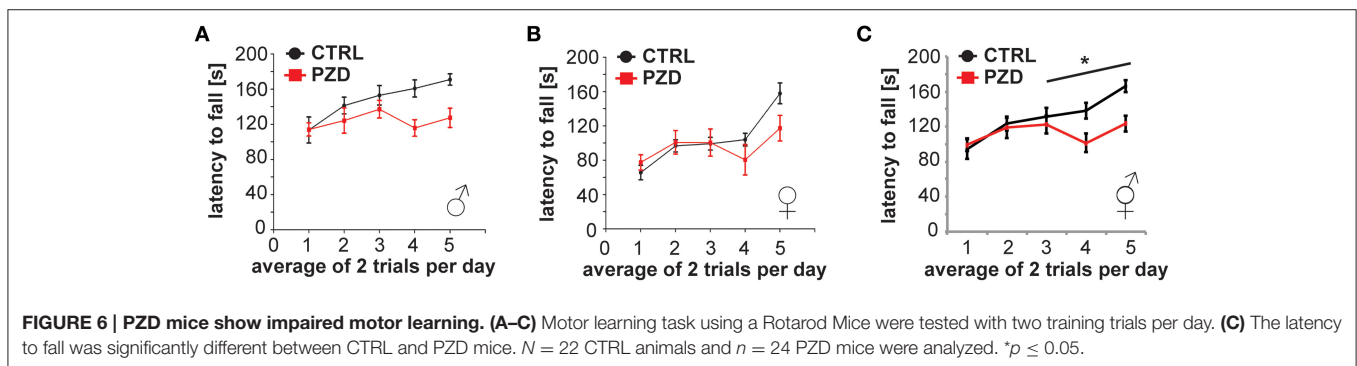 A
200
160
120
80
40
0
latency to fall [s]
CTRL
PZD
♂
0 1 2 3 4 5
average of 2 trials per day
B
200
160
120
80
40
0
latency to fall [s]
CTRL
PZD
♀
0 1 2 3 4 5
average of 2 trials per day
C
200
160
120
80
40
0
latency to fall [s]
CTRL
PZD
*
⚥
1 2 3 4 5
average of 2 trials per day
FIGURE 6 | PZD mice show impaired motor learning. (A–C) Motor learning task using a Rotarod Mice were tested with two training trials per day. (C) The latency
to fall was significantly different between CTRL and PZD mice. N = 22 CTRL animals and n = 24 PZD mice were analyzed. *p ≤ 0.05.